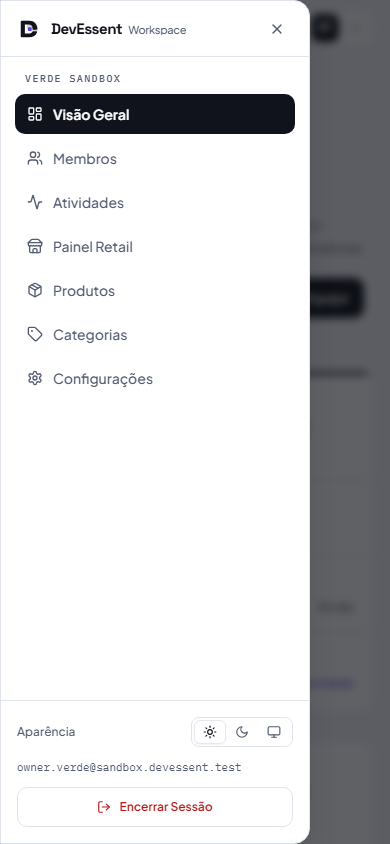 DevEssent Workspace
VERDE SANDBOX
Visão Geral
Membros
Atividades
Painel Retail
Produtos
Categorias
Configurações
Aparência
owner.verde@sandbox.devessent.test
Encerrar Sessão